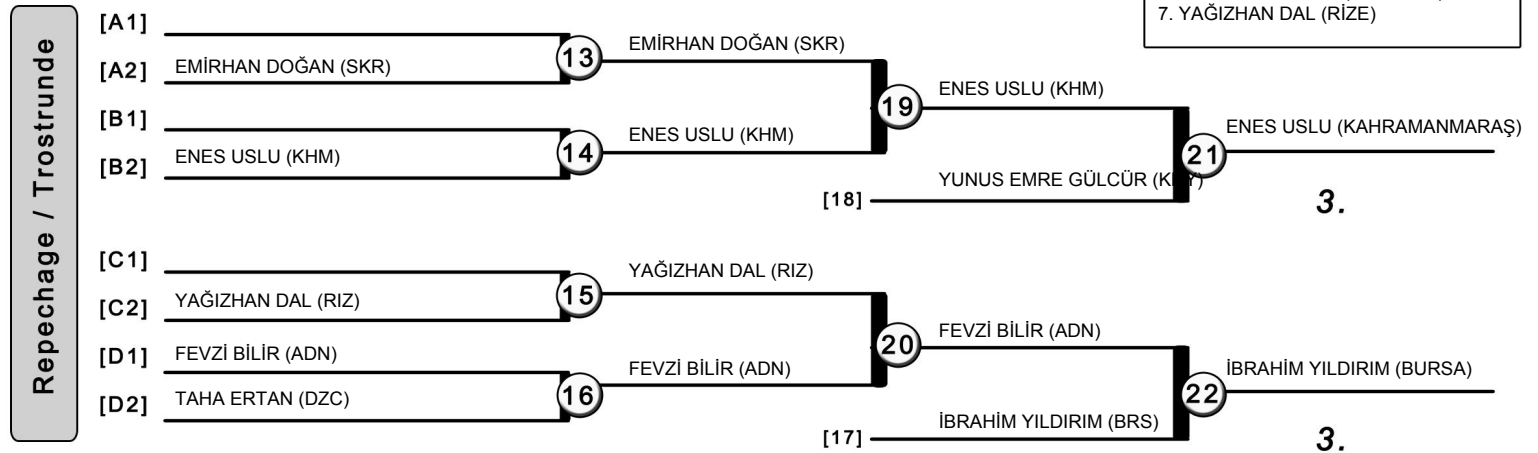 7. YAĞIZHAN DAL (RİZE)
Repechage / Trostrunde
[A1]
[A2] EMİRHAN DOĞAN (SKR)
13
EMİRHAN DOĞAN (SKR)
[B1]
[B2] ENES USLU (KHM)
14
ENES USLU (KHM)
19
ENES USLU (KHM)
[18] YUNUS EMRE GÜLCÜR
21
ENES USLU (KAHRAMANMARAŞ)
3.
[C1]
[C2] YAĞIZHAN DAL (RIZ)
15
YAĞIZHAN DAL (RIZ)
[D1] FEVZİ BİLİR (ADN)
[D2] TAHA ERTAN (DZC)
16
FEVZİ BİLİR (ADN)
20
FEVZİ BİLİR (ADN)
[17] İBRAHİM YILDIRIM (BRS)
22
İBRAHİM YILDIRIM (BURSA)
3.